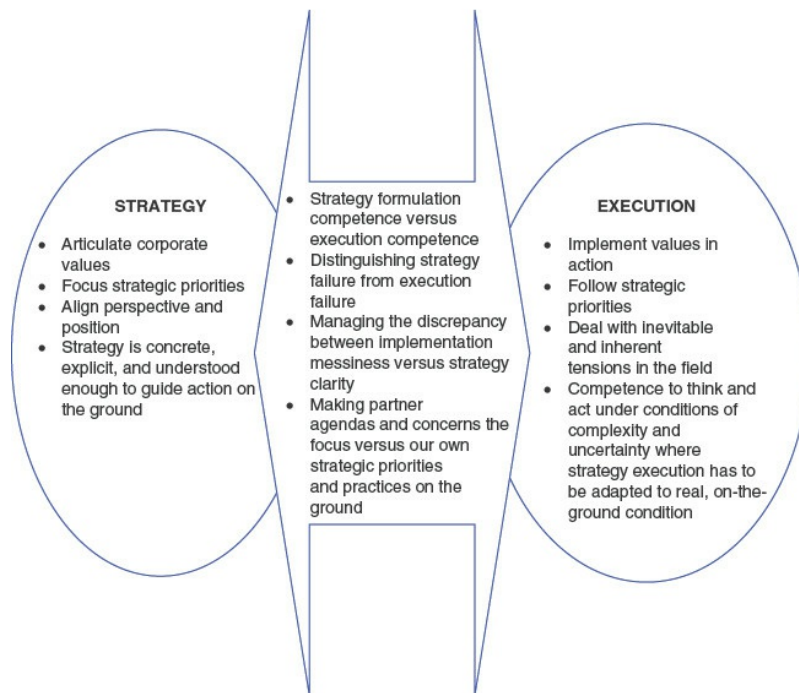 STRATEGY
• Articulate corporate
values
• Focus strategic priorities
• Align perspective and
position
• Strategy is concrete,
explicit, and understood
enough to guide action on
the ground
• Strategy formulation
competence versus
execution competence
• Distinguishing strategy
failure from execution
failure
• Managing the discrepancy
between implementation
messiness versus strategy
clarity
• Making partner
agendas and concerns the
focus versus our own
strategic priorities
and practices on the
ground
EXECUTION
• Implement values in
action
• Follow strategic
priorities
• Deal with inevitable
and inherent
tensions in the field
• Competence to think and
act under conditions of
complexity and
uncertainty where
strategy execution has to
be adapted to real, on-the-
ground condition